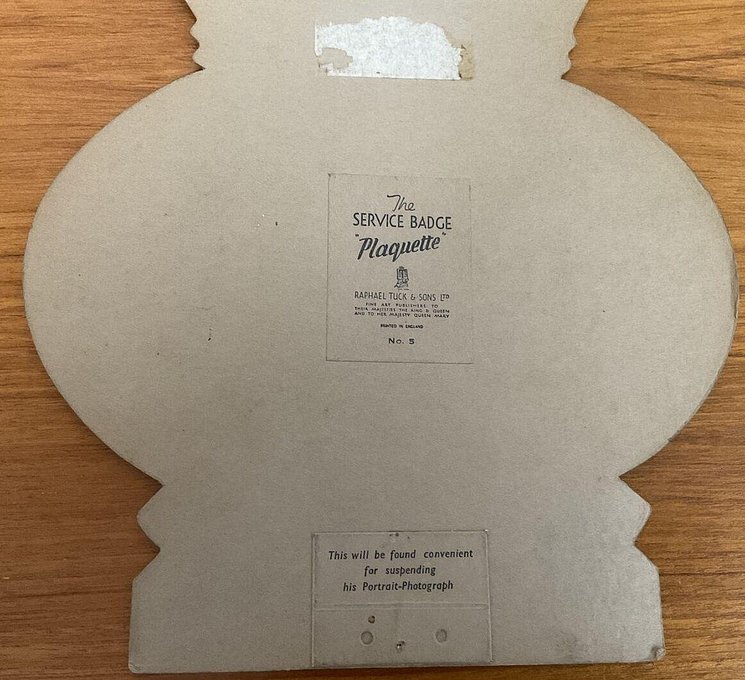 The
SERVICE BADGE
"Plaquette"
RAPHAEL TUCK & SONS LTD
FINE ART PUBLISHERS TO
THEIR MAJESTIES THE KING & QUEEN
AND TO HER MAJESTY QUEEN MARY
PRINTED IN ENGLAND
No. 5
This will be found convenient
for suspending
his Portrait-Photograph